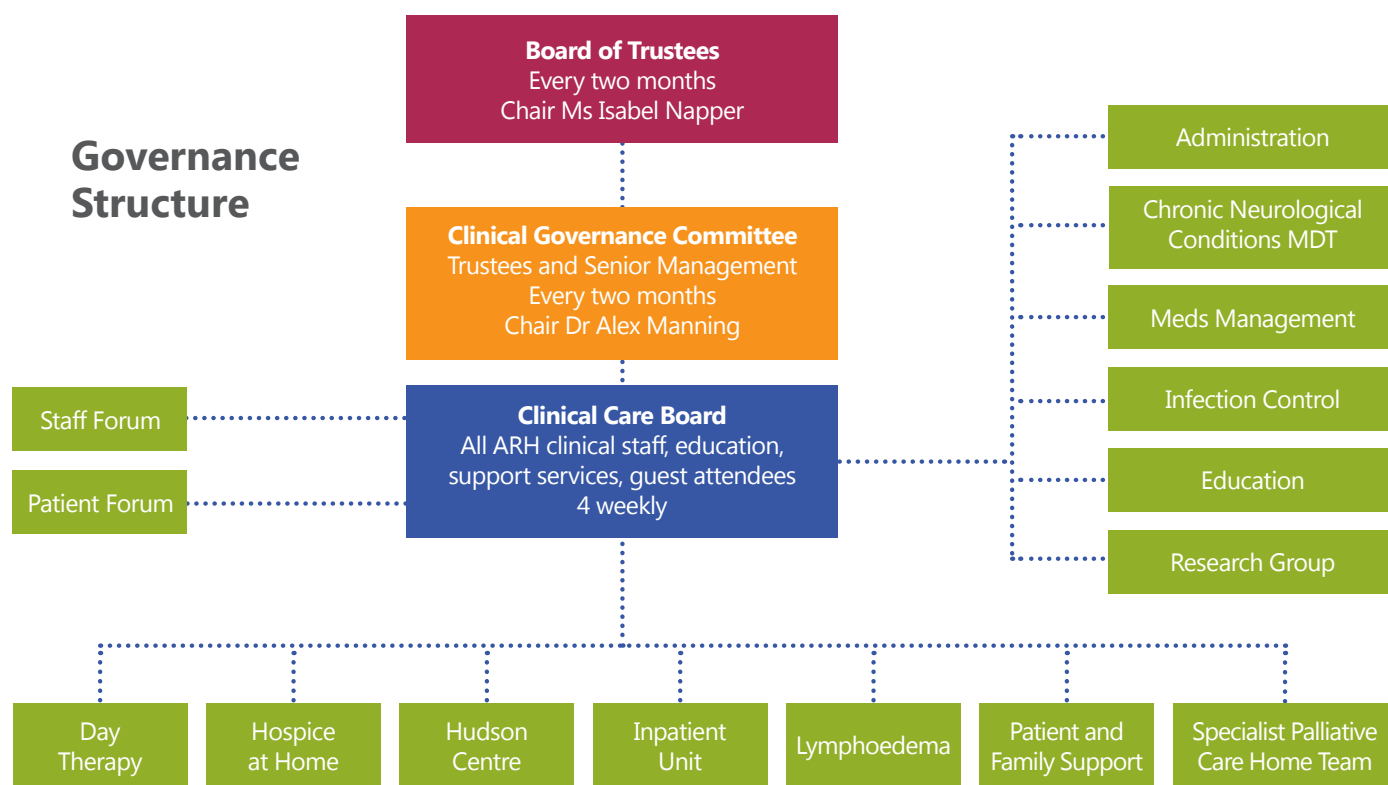 Governance
Structure
Board of Trustees
Every two months
Chair Ms Isabel Napper
Clinical Governance Committee
Trustees and Senior Management
Every two months
Chair Dr Alex Manning
Clinical Care Board
All ARH clinical staff, education,
support services, guest attendees
4 weekly
Staff Forum
Patient Forum
Administration
Chronic Neurological
Conditions MDT
Meds Management
Infection Control
Education
Research Group
Day
Therapy
Hospice
at Home
Hudson
Centre
Inpatient
Unit
Lymphoedema
Patient and
Family Support
Specialist Palliative
Care Home Team